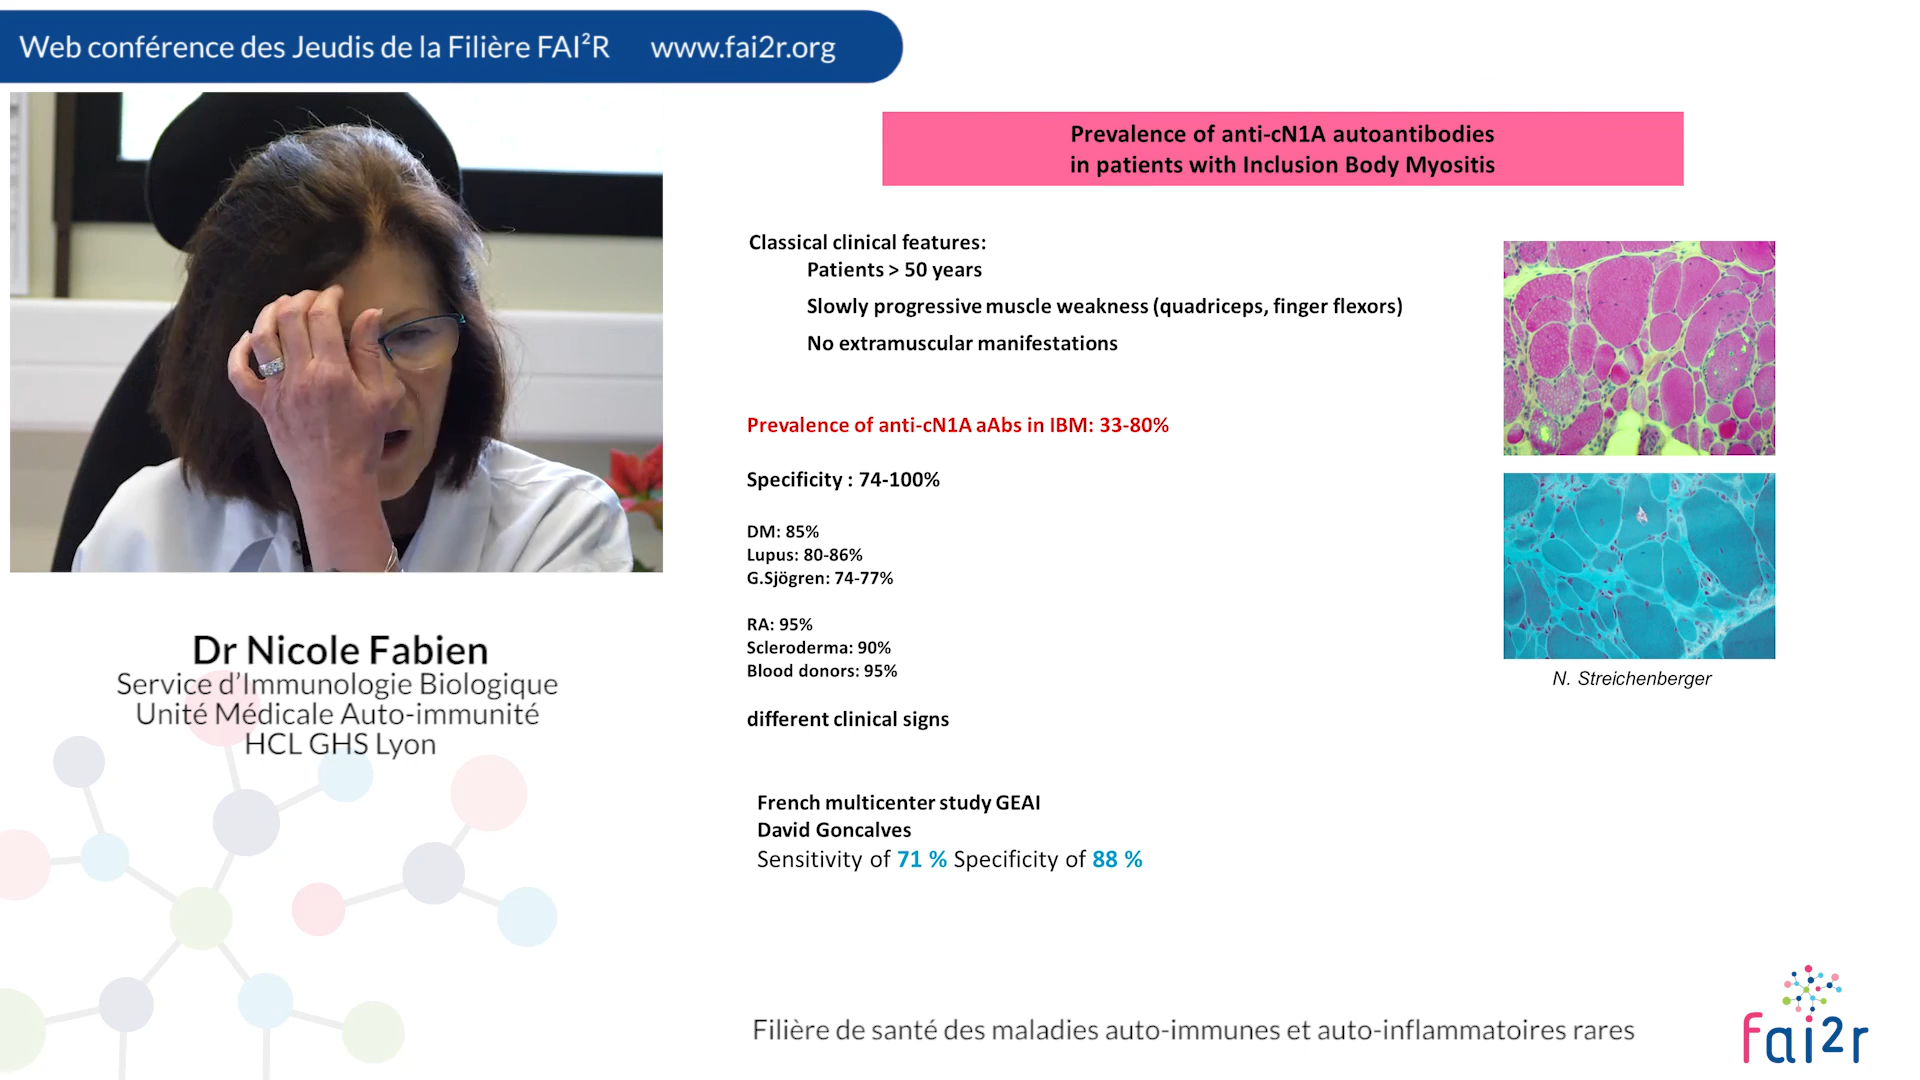 Web conférence des Jeudis de la Filière FAI²R www.fai2r.org
Prevalence of anti-cN1A autoantibodies
in patients with Inclusion Body Myositis
Classical clinical features:
Patients > 50 years
Slowly progressive muscle weakness (quadriceps, finger flexors)
No extramuscular manifestations
Prevalence of anti-cN1A aAbs in IBM: 33-80%
Specificity : 74-100%
DM: 85%
Lupus: 80-86%
G.Sjögren: 74-77%
RA: 95%
Scleroderma: 90%
Blood donors: 95%
different clinical signs
French multicenter study GEAI
David Goncalves
Sensitivity of 71 % Specificity of 88 %
N. Streichenberger
Dr Nicole Fabien
Service d’Immunologie Biologique
Unité Médicale Auto-immunité
HCL GHS Lyon
Filière de santé des maladies auto-immunes et auto-inflammatoires rares
fai2r